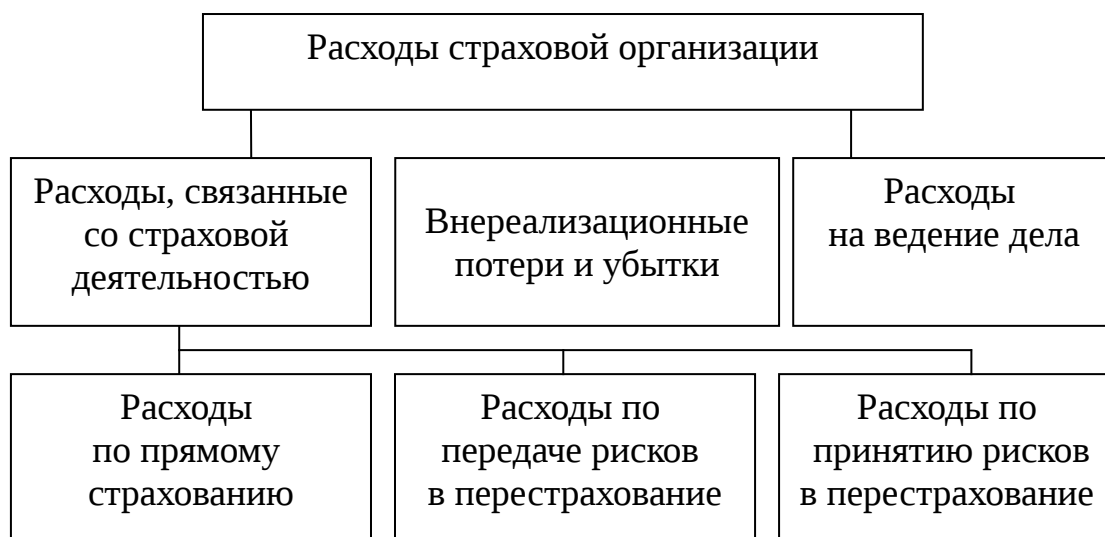 Расходы страховой организации
Расходы, связанные
со страховой
деятельностью
Внереализационные
потери и убытки
Расходы
на ведение дела
Расходы
по прямому
страхованию
Расходы по
передаче рисков
в перестрахование
Расходы по
принятию рисков
в перестрахование